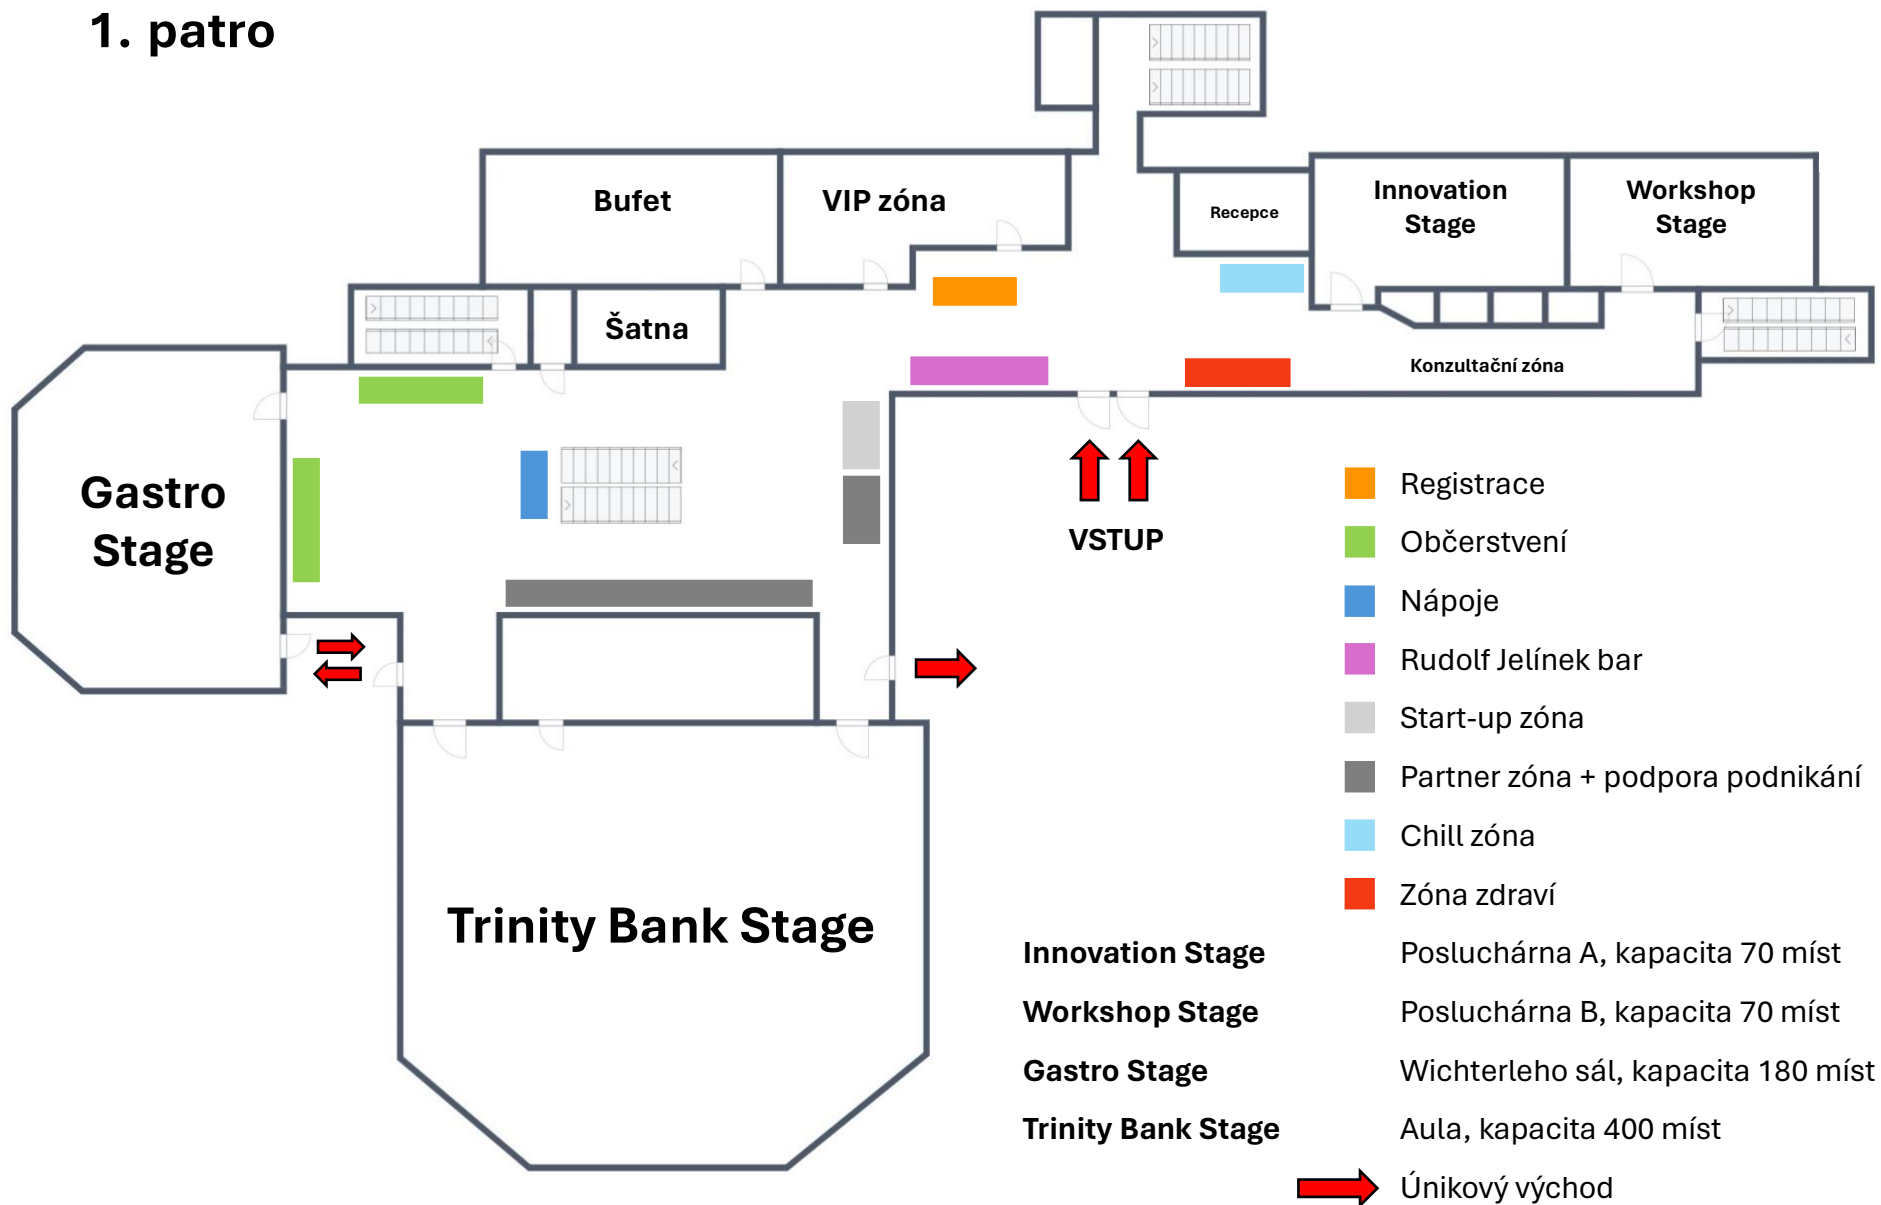 1. patro
Bufet
VIP zóna
Recepce
Innovation
Stage
Workshop
Stage
Šatna
Konzultační zóna
Gastro
Stage
VSTUP
Trinity Bank Stage
Registrace
Občerstvení
Nápoje
Rudolf Jelínek bar
Start-up zóna
Partner zóna + podpora podnikání
Chill zóna
Zóna zdraví
Innovation Stage Posluchárna A, kapacita 70 míst
Workshop Stage Posluchárna B, kapacita 70 míst
Gastro Stage Wichterleho sál, kapacita 180 míst
Trinity Bank Stage Aula, kapacita 400 míst
Únikový východ